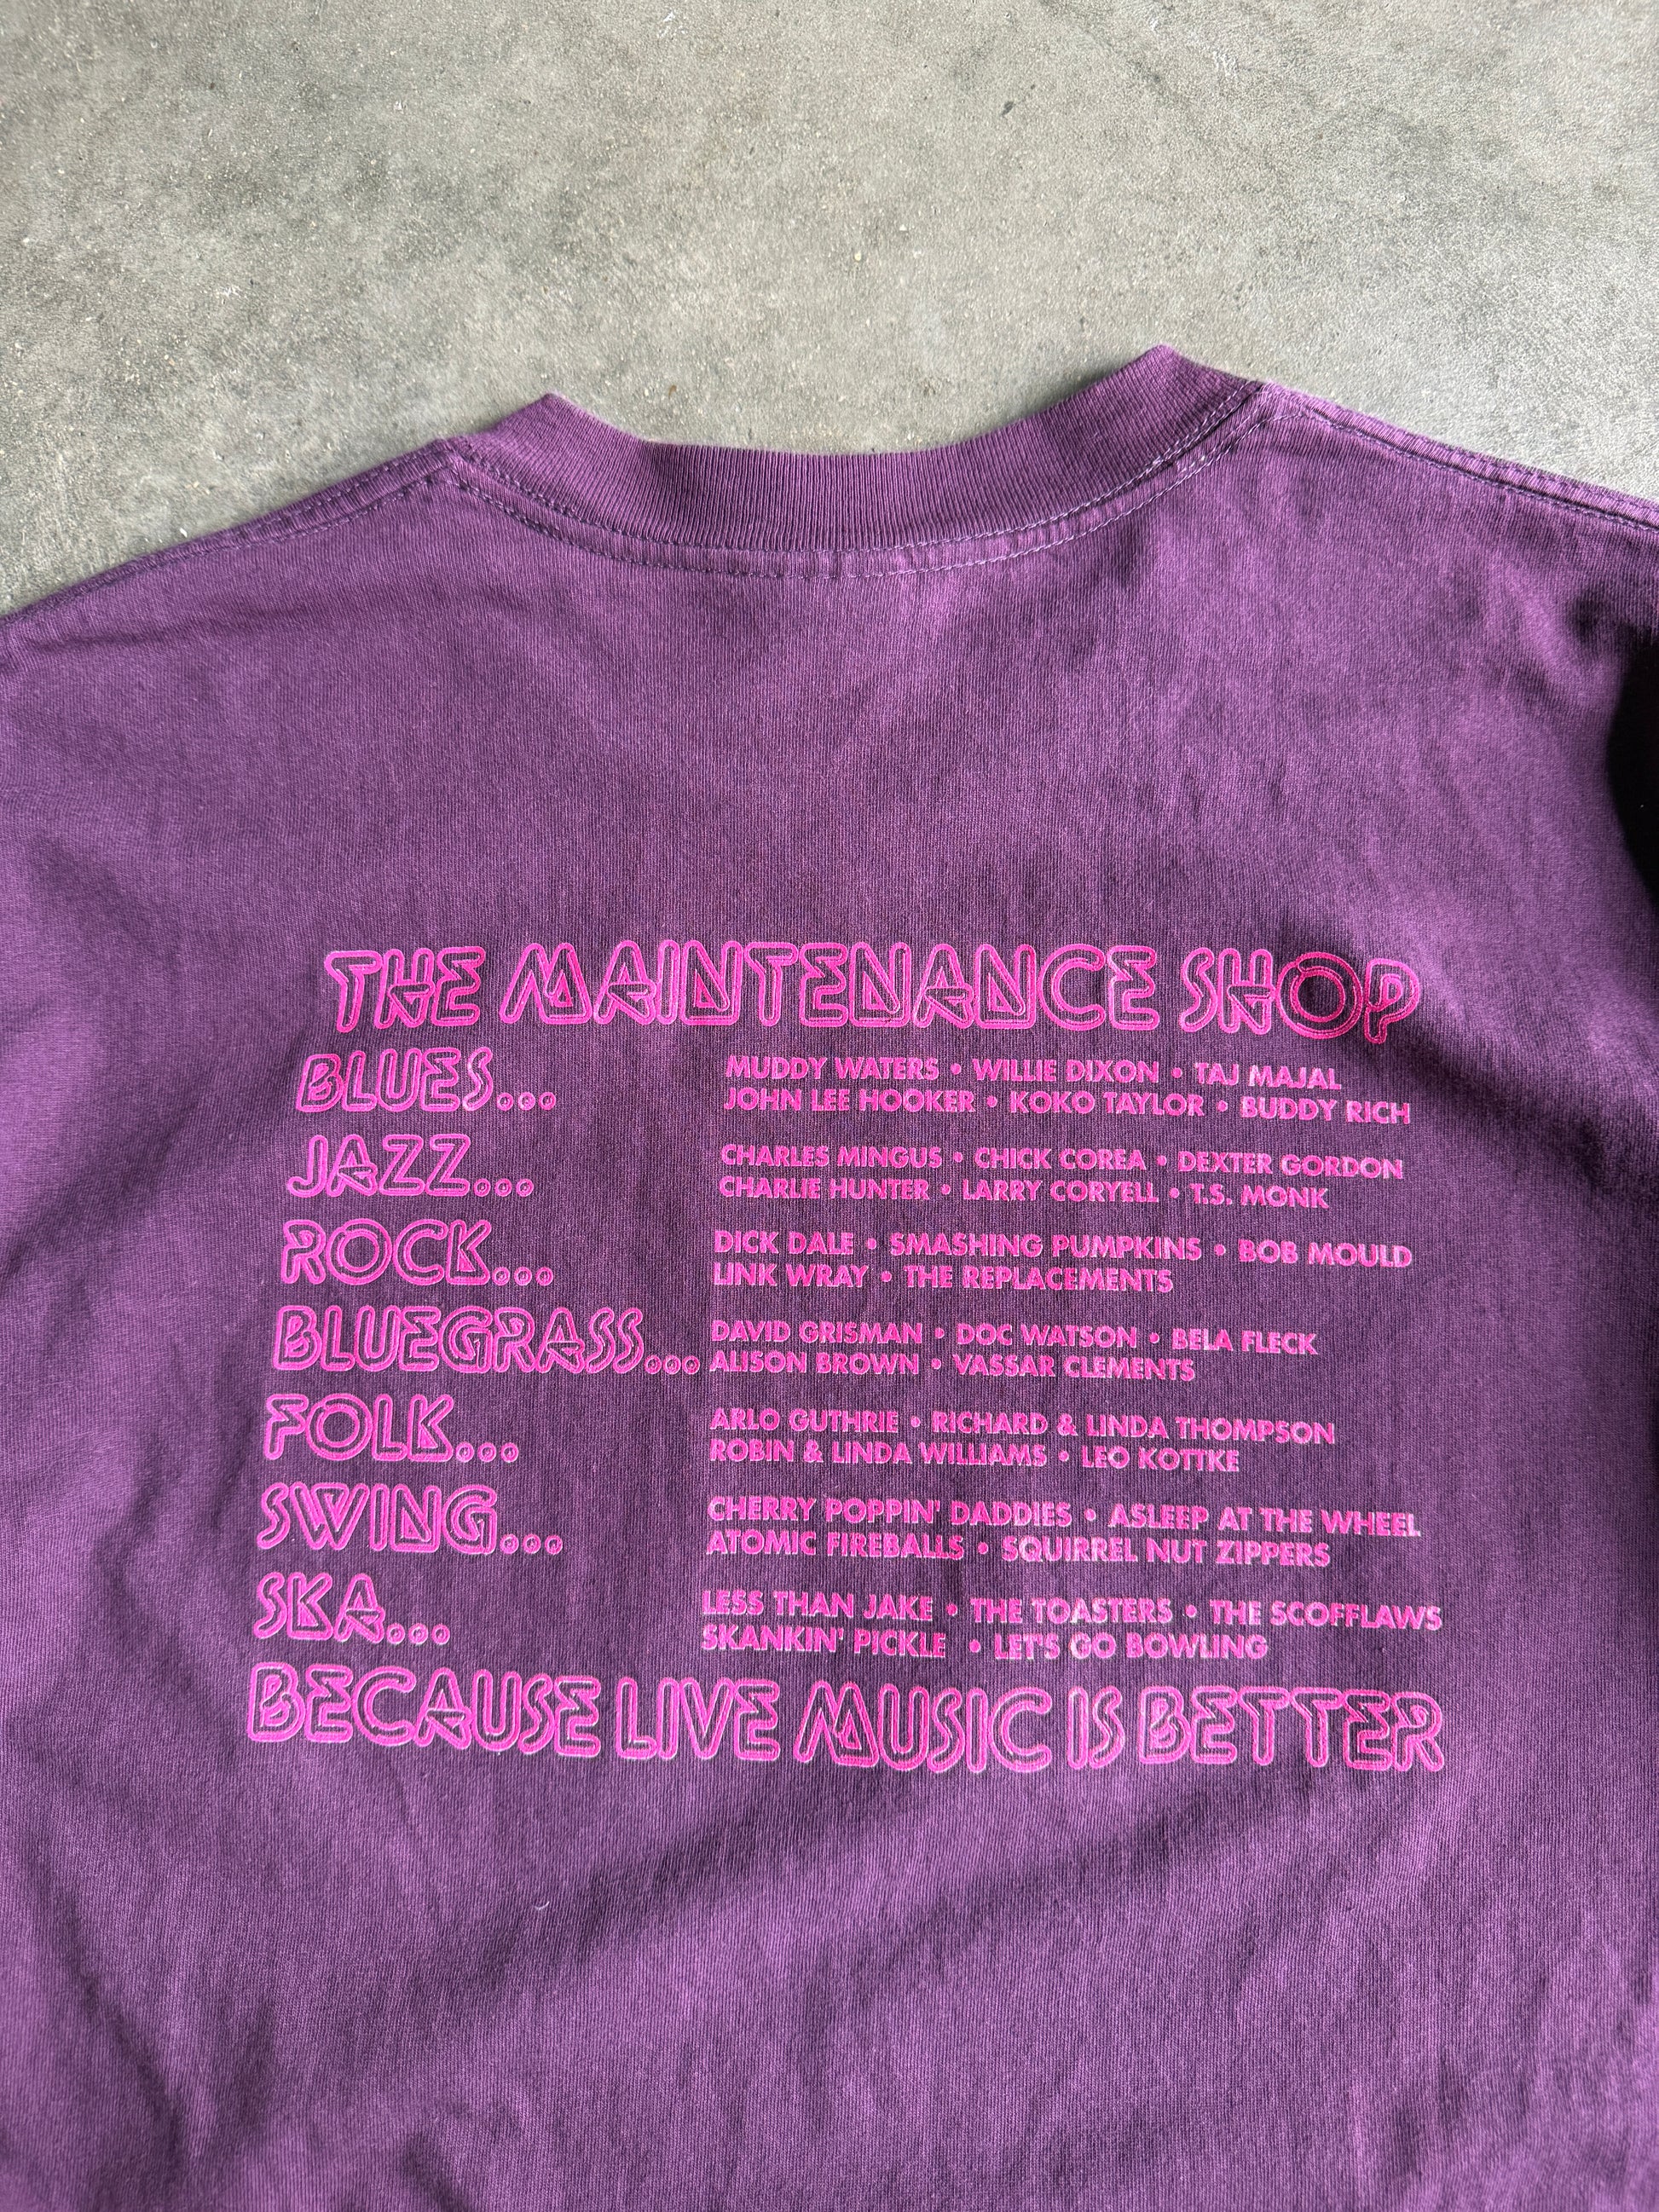 THE MAINTENANCE SHOP
BLUES... MUDDY WATERS • WILLIE DIXON • TAJ MAJAL
JOHN LEE HOOKER • KOKO TAYLOR • BUDDY RICH
JAZZ... CHARLES MINGUS • CHICK COREA • DEXTER GORDON
CHARLIE HUNTER • LARRY CORYELL • T.S. MONK
ROCK... DICK DALE • SMASHING PUMPKINS • BOB MOULD
LINK WRAY • THE REPLACEMENTS
BLUEGRASS... DAVID GRISMAN • DOC WATSON • BELA FLECK
ALISON BROWN • VASSAR CLEMENTS
FOLK... ARLO GUTHRIE • RICHARD & LINDA THOMPSON
ROBIN & LINDA WILLIAMS • LEO KOTTKE
SWING... CHERRY POPPIN' DADDIES • ASLEEP AT THE WHEEL
ATOMIC FIREBALLS • SQUIRREL NUT ZIPPERS
SKA... LESS THAN JAKE • THE TOASTERS • THE SCOFFLAWS
SKANKIN' PICKLE • LET'S GO BOWLING
BECAUSE LIVE MUSIC IS BETTER